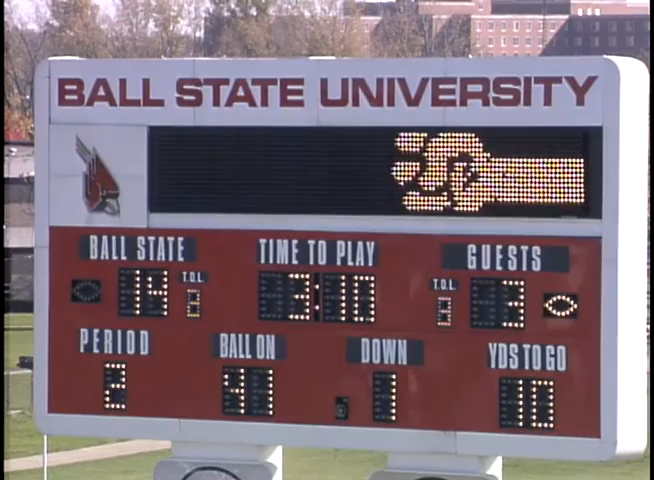 BALL STATE UNIVERSITY
BALL STATE TIME TO PLAY GUESTS
T.O.L. T.O.L.
14 3:10 3
PERIOD BALL ON DOWN YDS TO GO
2 1 10